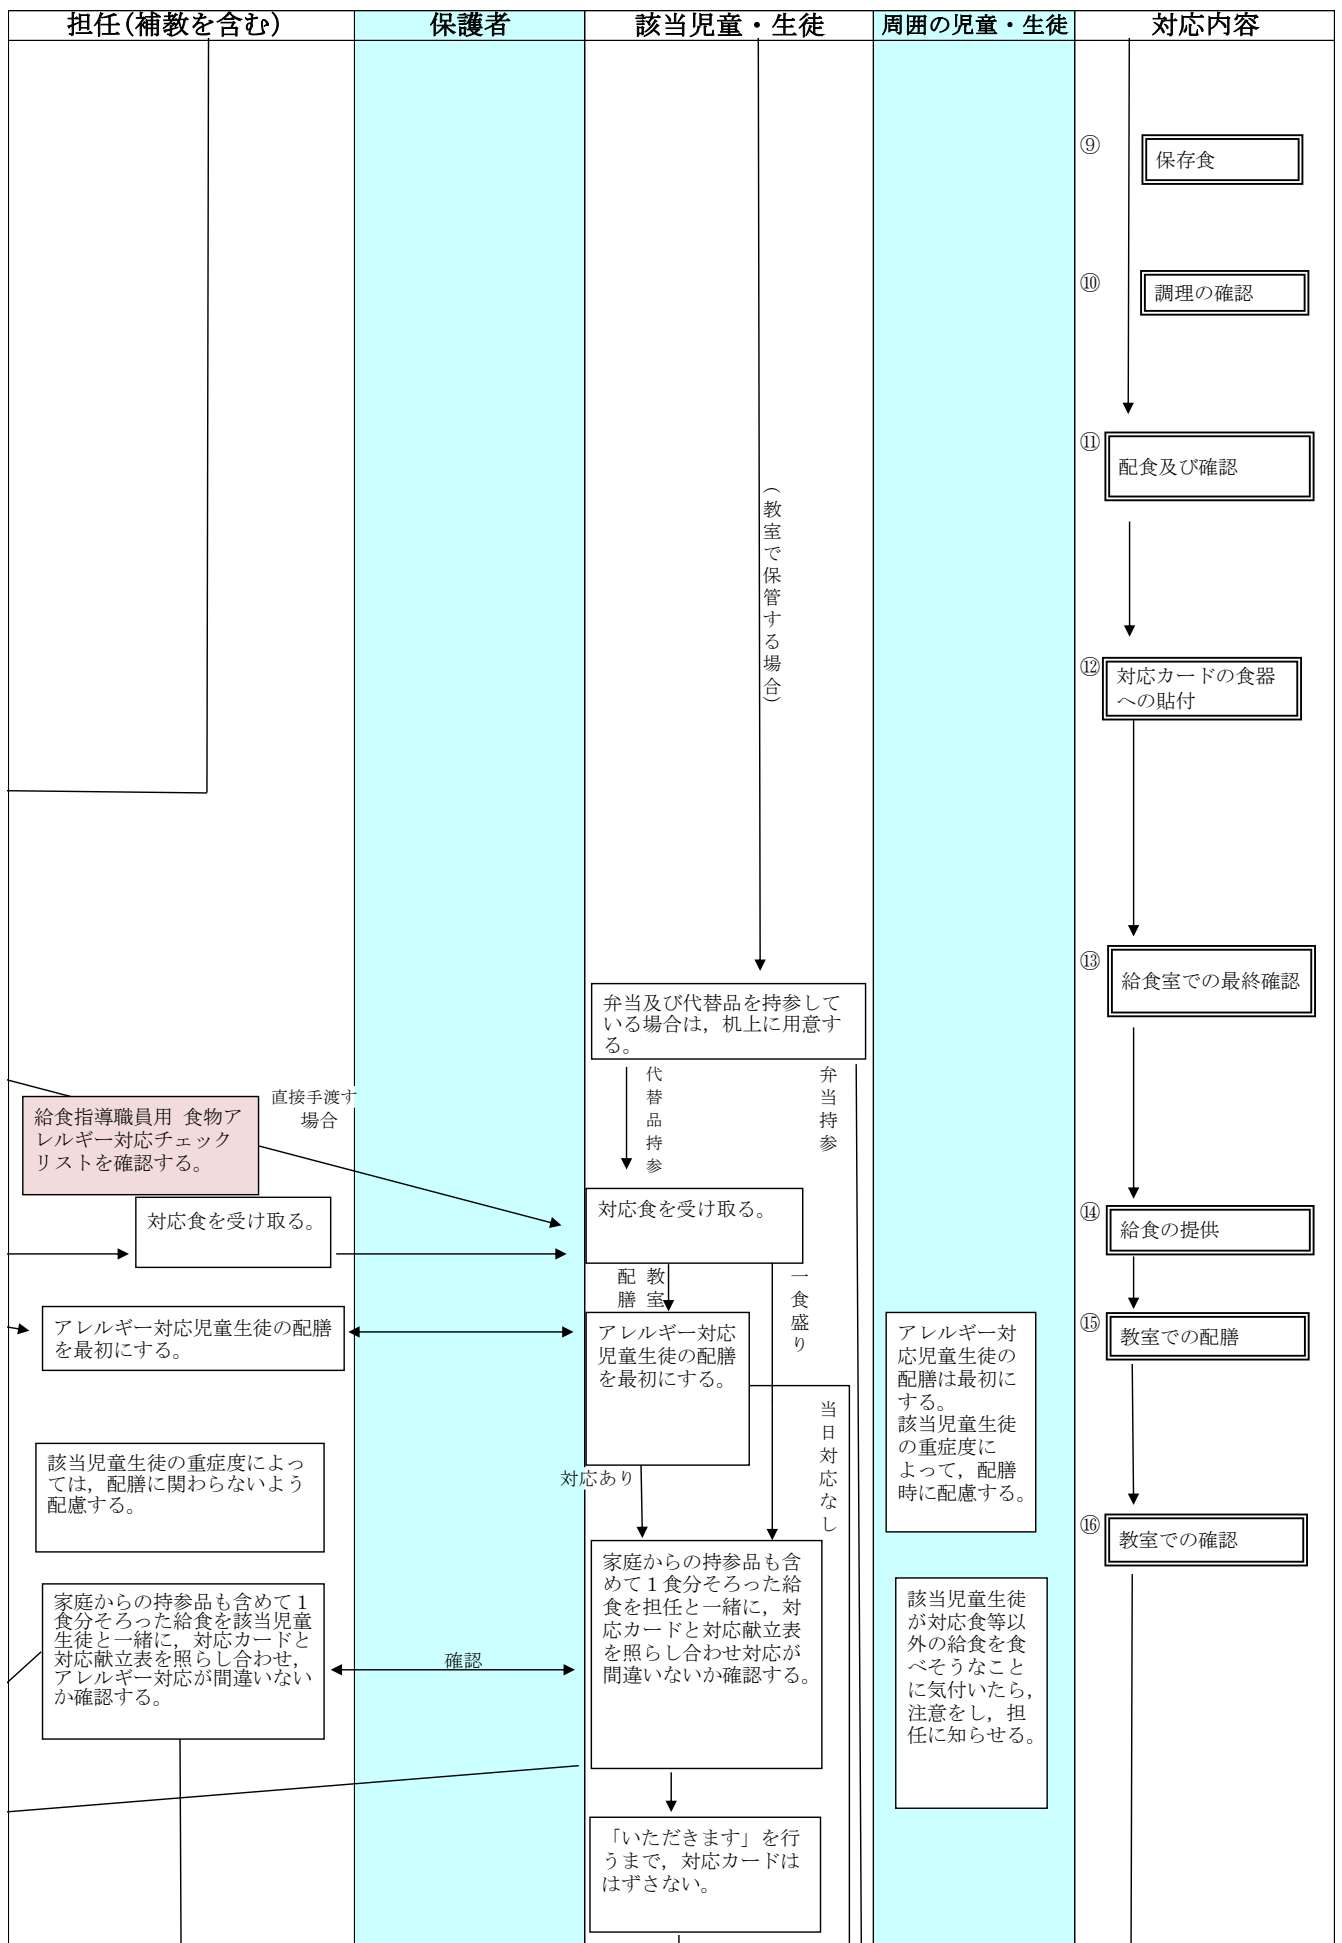 担任(補教を含む)
保護者
該当児童・生徒
周囲の児童・生徒
対応内容
⑨
保存食
⑩
調理の確認
⑪
配食及び確認
（教室で保管する場合）
⑫
対応カードの食器
への貼付
⑬
給食室での最終確認
弁当及び代替品を持参して
いる場合は，机上に用意す
る。
代替品持参
弁当持参
直接手渡す
場合
給食指導職員用 食物ア
レルギー対応チェック
リストを確認する。
対応食を受け取る。
対応食を受け取る。
⑭
給食の提供
教室
配膳
一食盛り
アレルギー対応児童生徒の配膳
を最初にする。
アレルギー対応
児童生徒の配膳
を最初にする。
アレルギー対
応児童生徒の
配膳は最初に
する。
該当児童生徒
の重症度に
よって，配膳
時に配慮する。
⑮
教室での配膳
当日対応なし
該当児童生徒の重症度によっ
ては，配膳に関わらないよう
配慮する。
対応あり
⑯
教室での確認
家庭からの持参品も含めて１
食分そろった給食を該当児童
生徒と一緒に，対応カードと
対応献立表を照らし合わせ，
アレルギー対応が間違いない
か確認する。
確認
家庭からの持参品も含
めて１食分そろった給
食を担任と一緒に，対
応カードと対応献立表
を照らし合わせ対応が
間違いないか確認する。
該当児童生徒
が対応食等以
外の給食を食
べそうなこと
に気付いたら，
注意をし，担
任に知らせる。
「いただきます」を行
うまで，対応カードは
はずさない。